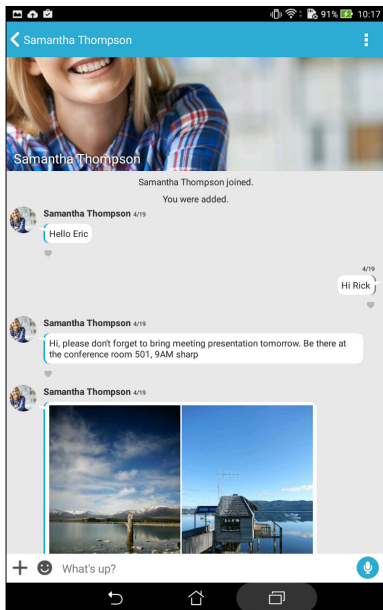 91% 10:17
Samantha Thompson
Samantha Thompson
Samantha Thompson joined.
You were added.
Samantha Thompson 4/19
Hello Eric
4/19
Hi Rick
Samantha Thompson 4/19
Hi, please don't forget to bring meeting presentation tomorrow. Be there at
the conference room 501, 9AM sharp
Samantha Thompson 4/19
What's up?